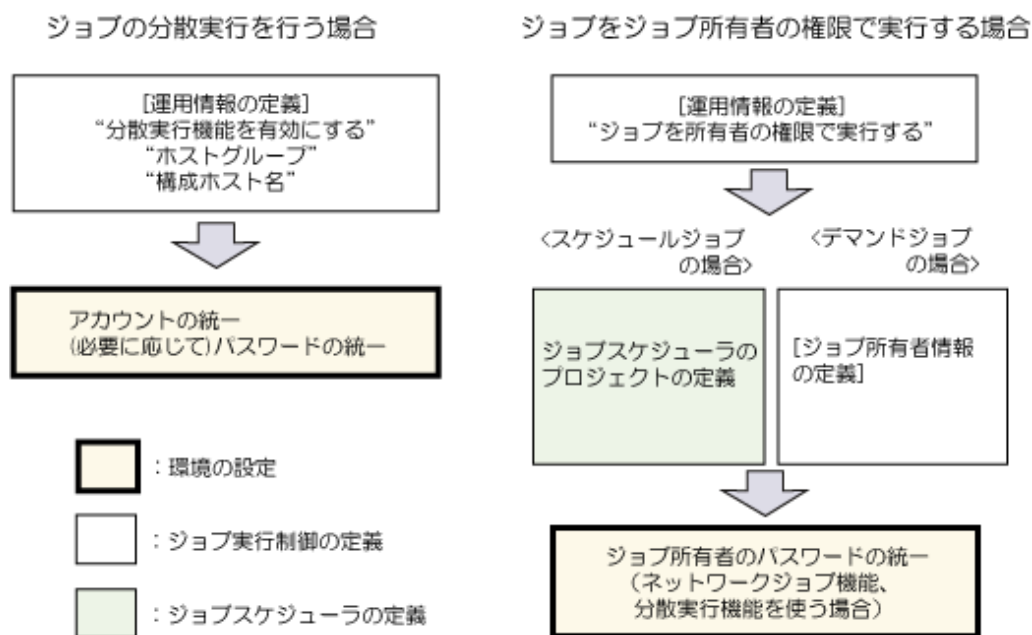 ジョブの分散実行を行う場合
[運用情報の定義]
“分散実行機能を有効にする”
“ホストグループ”
“構成ホスト名”
アカウントの統一
(必要に応じて)パスワードの統一
：環境の設定
：ジョブ実行制御の定義
：ジョブスケジューラの定義
ジョブをジョブ所有者の権限で実行する場合
[運用情報の定義]
“ジョブを所有者の権限で実行する”
<スケジュールジョブ
の場合>
<デマンドジョブ
の場合>
ジョブスケジューラの
プロジェクトの定義
[ジョブ所有者情報
の定義]
ジョブ所有者のパスワードの統一
（ネットワークジョブ機能、
分散実行機能を使う場合）